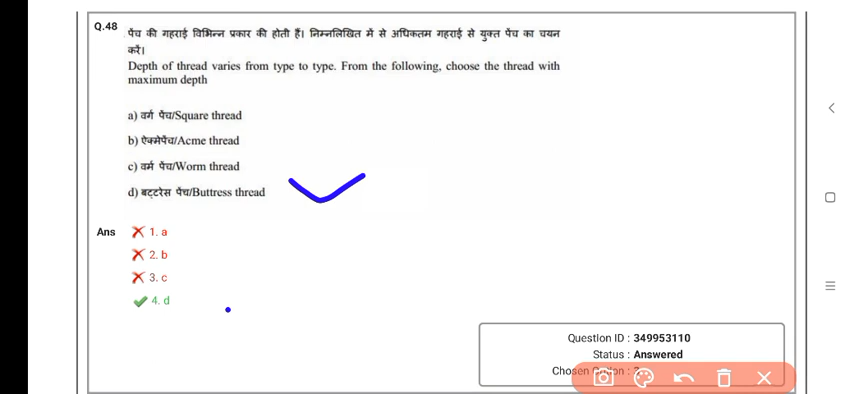 Q.48
पेंच की गहराई विभिन्न प्रकार की होती हैं। निम्नलिखित में से अधिकतम गहराई से युक्त पेंच का चयन
करें।
Depth of thread varies from type to type. From the following, choose the thread with
maximum depth
a) वर्ग पेंच/Square thread
b) ऐक्मेपेंच/Acme thread
c) वर्म पेंच/Worm thread
d) बट्टरेस पेंच/Buttress thread
Ans
1. a
2. b
3. c
4. d
Question ID : 349953110
Status : Answered
Chosen